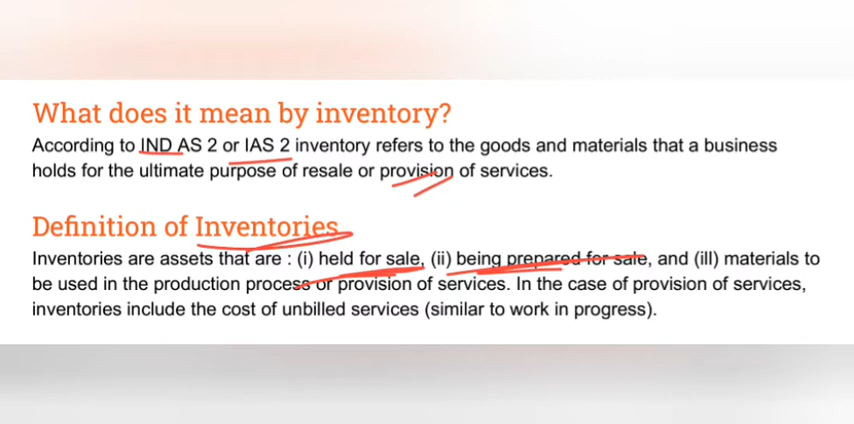 What does it mean by inventory?
According to IND AS 2 or IAS 2 inventory refers to the goods and materials that a business
holds for the ultimate purpose of resale or provision of services.
Definition of Inventories
Inventories are assets that are : (i) held for sale, (ii) being prepared for sale, and (ill) materials to
be used in the production process or provision of services. In the case of provision of services,
inventories include the cost of unbilled services (similar to work in progress).